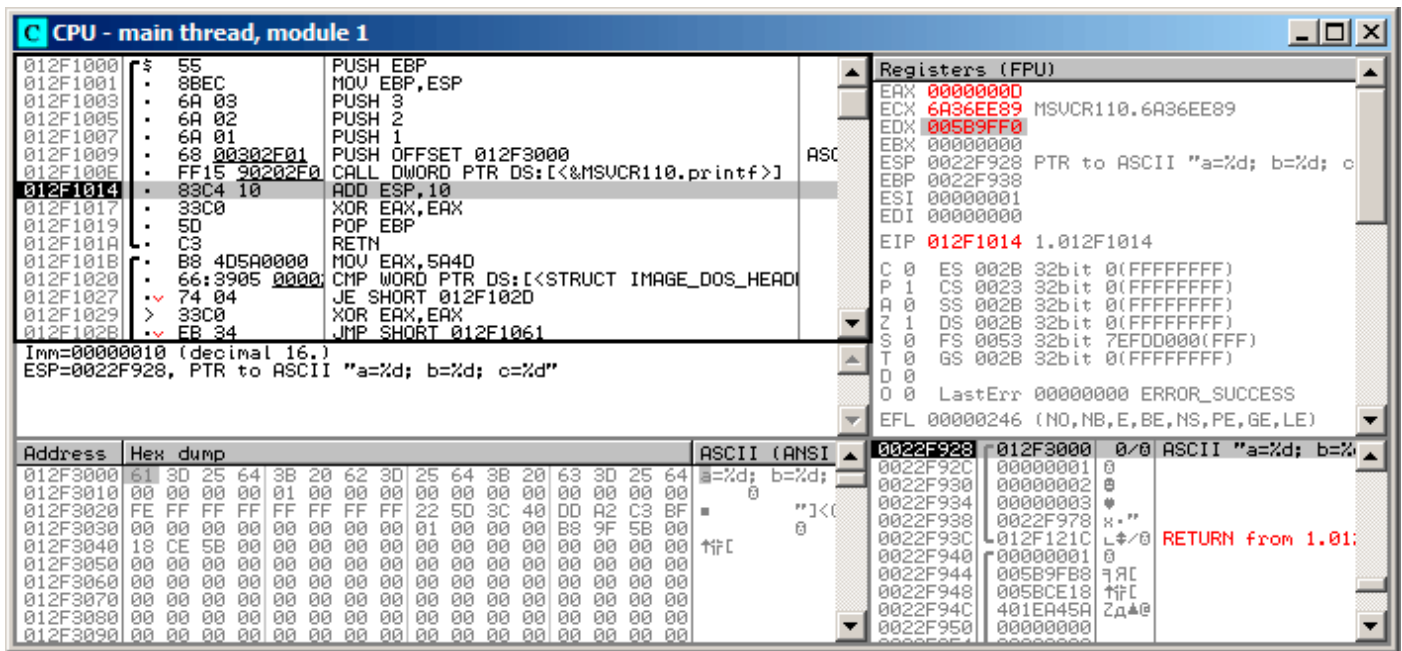 C CPU - main thread, module 1
012F1000 $ 55 PUSH EBP
012F1001 . 8BEC MOV EBP,ESP
012F1003 . 6A 03 PUSH 3
012F1005 . 6A 02 PUSH 2
012F1007 . 6A 01 PUSH 1
012F1009 . 68 00302F01 PUSH OFFSET 012F3000 ASC
012F100E . FF15 90202F0 CALL DWORD PTR DS:[<&MSVCR110.printf>]
012F1014 . 83C4 10 ADD ESP,10
012F1017 . 33C0 XOR EAX,EAX
012F1019 . 5D POP EBP
012F101A . C3 RETN
012F101B . B8 4D5A0000 MOV EAX,5A4D
012F1020 . 66:3905 0000 CMP WORD PTR DS:[<STRUCT IMAGE_DOS_HEAD
012F1027 . 74 04 JE SHORT 012F102D
012F1029 > 33C0 XOR EAX,EAX
012F102B . EB 34 JMP SHORT 012F1061
Imm=00000010 (decimal 16.)
ESP=0022F928, PTR to ASCII "a=%d; b=%d; c=%d"
Registers (FPU)
EAX 0000000D
ECX 6A36EE89 MSVCR110.6A36EE89
EDX 005B9FF0
EBX 00000000
ESP 0022F928 PTR to ASCII "a=%d; b=%d; c
EBP 0022F938
ESI 00000001
EDI 00000000
EIP 012F1014 1.012F1014
C 0 ES 002B 32bit 0(FFFFFFFF)
P 1 CS 0023 32bit 0(FFFFFFFF)
A 0 SS 002B 32bit 0(FFFFFFFF)
Z 1 DS 002B 32bit 0(FFFFFFFF)
S 0 FS 0053 32bit 7EFDD000(FFF)
T 0 GS 002B 32bit 0(FFFFFFFF)
D 0
O 0 LastErr 00000000 ERROR_SUCCESS
EFL 00000246 (NO,NB,E,BE,NS,PE,GE,LE)
Address Hex dump ASCII (ANSI
012F3000 61 3D 25 64 3B 20 62 3D 25 64 3B 20 63 3D 25 64 a=%d; b=%d;
012F3010 00 00 00 00 01 00 00 00 00 00 00 00 00 00 00 00
012F3020 FE FF FF FF FF FF FF FF 22 5D 3C 40 DD A2 C3 BF "]<
012F3030 00 00 00 00 00 00 00 00 01 00 00 00 B8 9F 5B 00
012F3040 18 CE 5B 00 00 00 00 00 00 00 00 00 00 00 00 00 [
012F3050 00 00 00 00 00 00 00 00 00 00 00 00 00 00 00 00
012F3060 00 00 00 00 00 00 00 00 00 00 00 00 00 00 00 00
012F3070 00 00 00 00 00 00 00 00 00 00 00 00 00 00 00 00
012F3080 00 00 00 00 00 00 00 00 00 00 00 00 00 00 00 00
012F3090 00 00 00 00 00 00 00 00 00 00 00 00 00 00 00 00
0022F928 012F3000 0/0 ASCII "a=%d; b=%
0022F92C 00000001
0022F930 00000002
0022F934 00000003 ♥
0022F938 0022F978 x."
0022F93C 012F121C RETURN from 1.01
0022F940 00000001
0022F944 005B9FB8 ╕Я[
0022F948 005BCE18 ↑╬[
0022F94C 401EA45A Zд▲@
0022F950 00000000